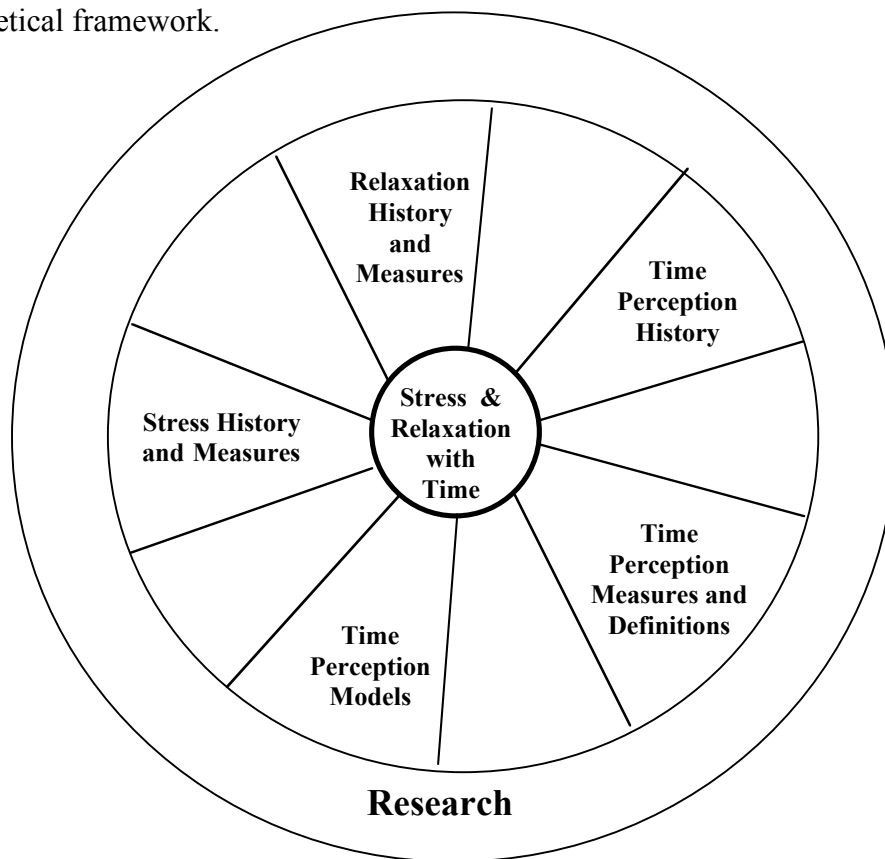 etical framework.
Relaxation
History
and
Measures
Time
Perception
History
Stress History
and Measures
Stress &
Relaxation
with
Time
Time
Perception
Measures and
Definitions
Time
Perception
Models
Research